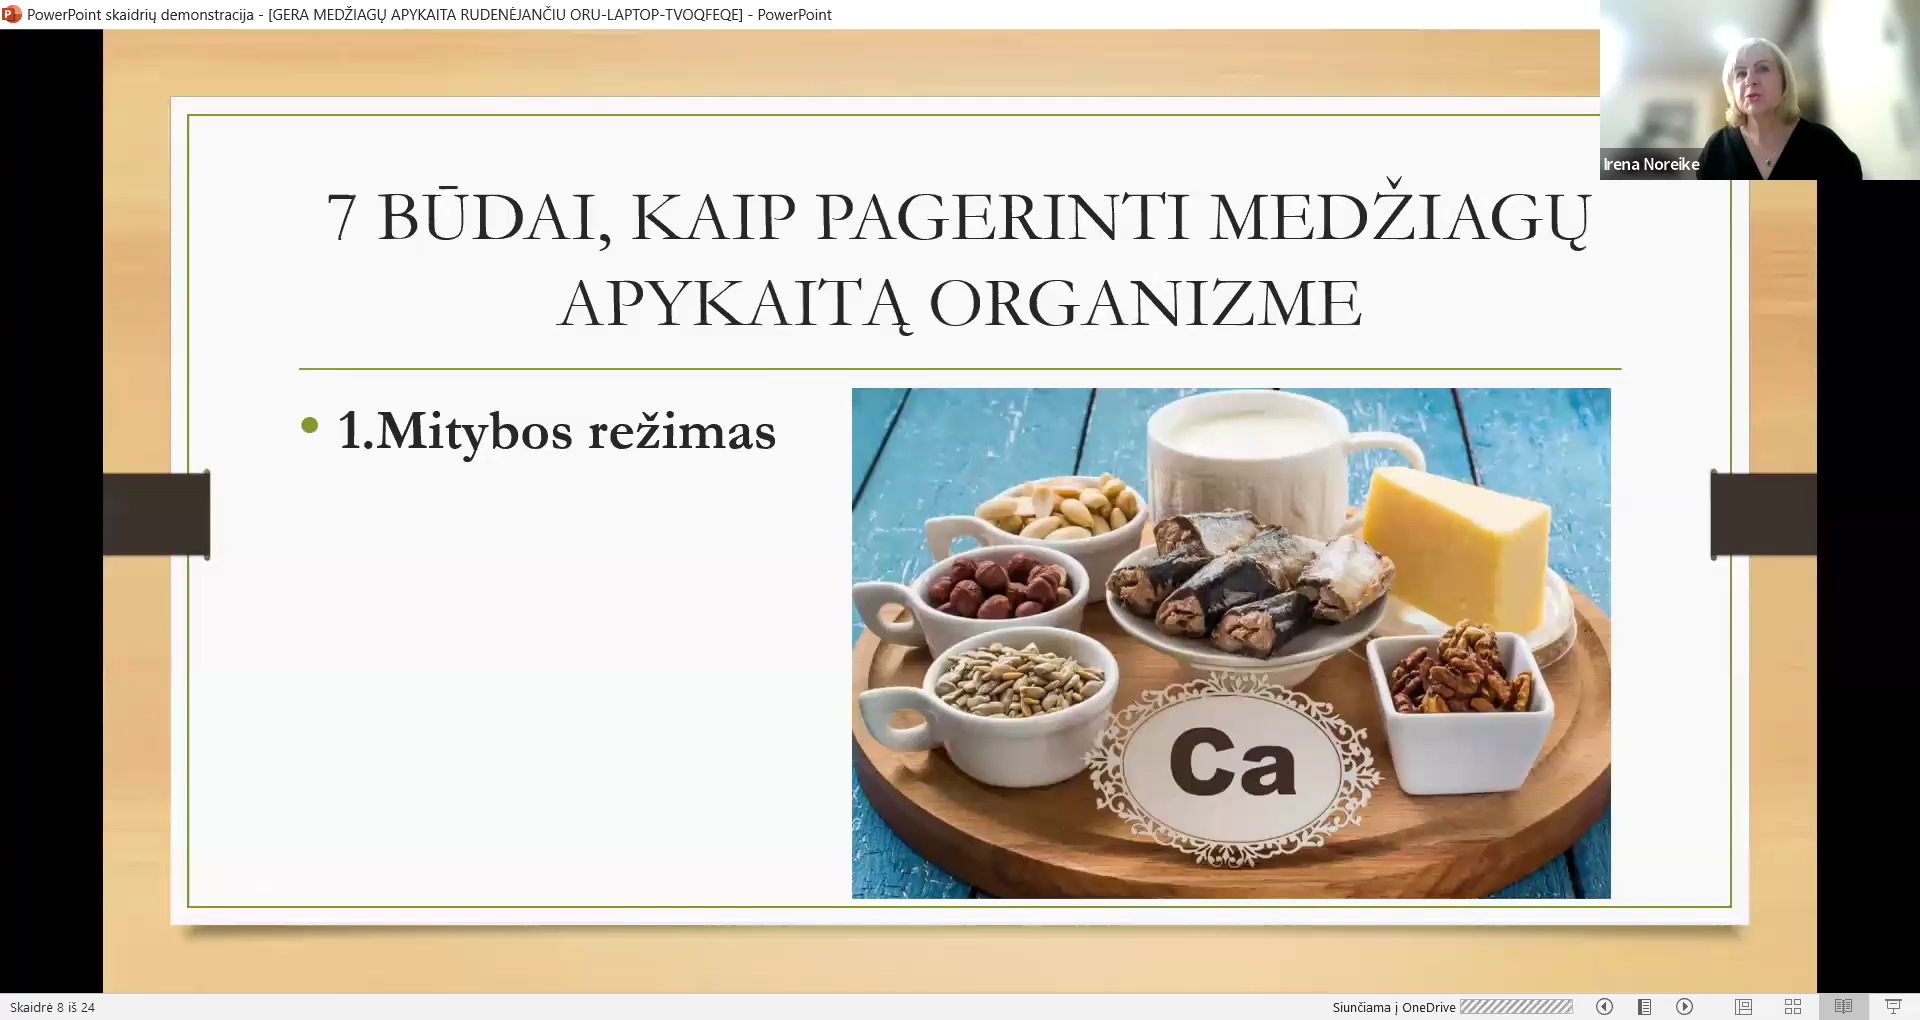 PowerPoint skaidrių demonstracija - [GERA MEDŽIAGŲ APYKAITA RUDENĖJANČIU ORU-LAPTOP-TVOQFEQE] - PowerPoint
Irena Noreike
7 BŪDAI, KAIP PAGERINTI MEDŽIAGŲ
APYKAITĄ ORGANIZME
1.Mitybos režimas
Ca
Skaidrė 8 iš 24
Siunčiama į OneDrive